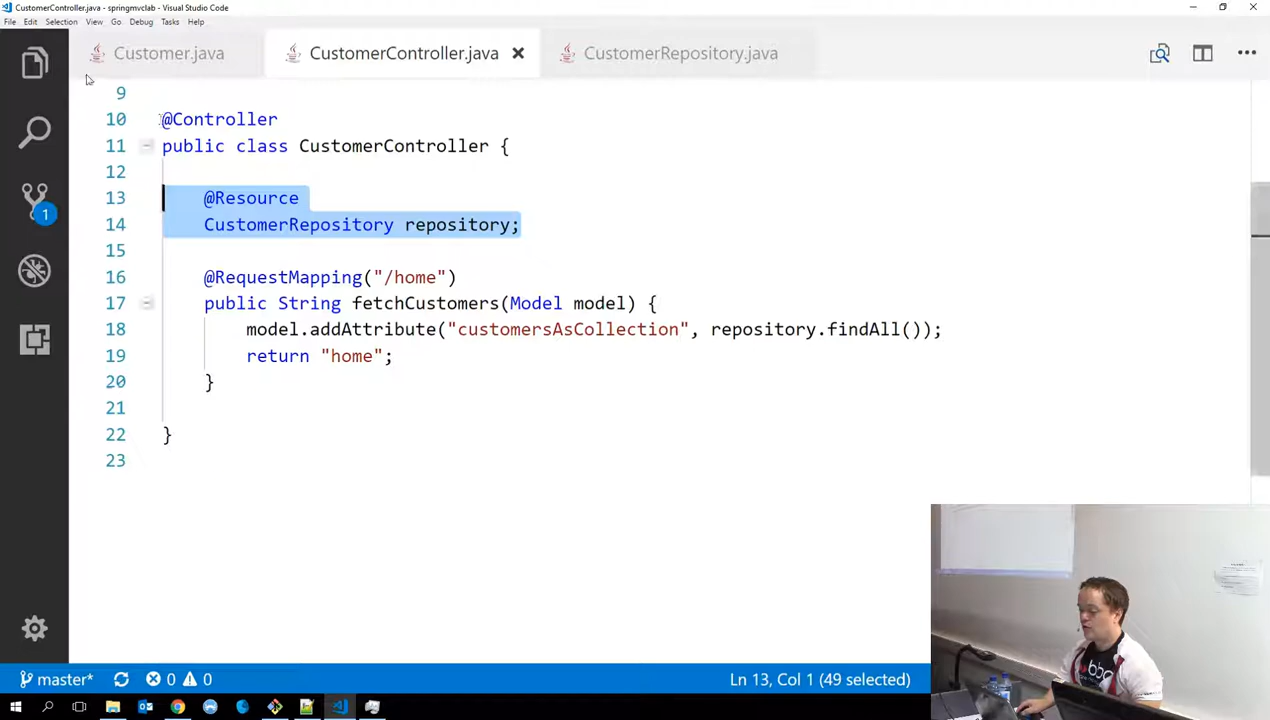 CustomerController.java - springmvclab - Visual Studio Code
File Edit Selection View Go Debug Tasks Help
Customer.java CustomerController.java CustomerRepository.java
9
10 @Controller
11 public class CustomerController {
12
13 @Resource
14 CustomerRepository repository;
15
16 @RequestMapping("/home")
17 public String fetchCustomers(Model model) {
18 model.addAttribute("customersAsCollection", repository.findAll());
19 return "home";
20 }
21
22 }
23
1
master* 0 0 Ln 13, Col 1 (49 selected)